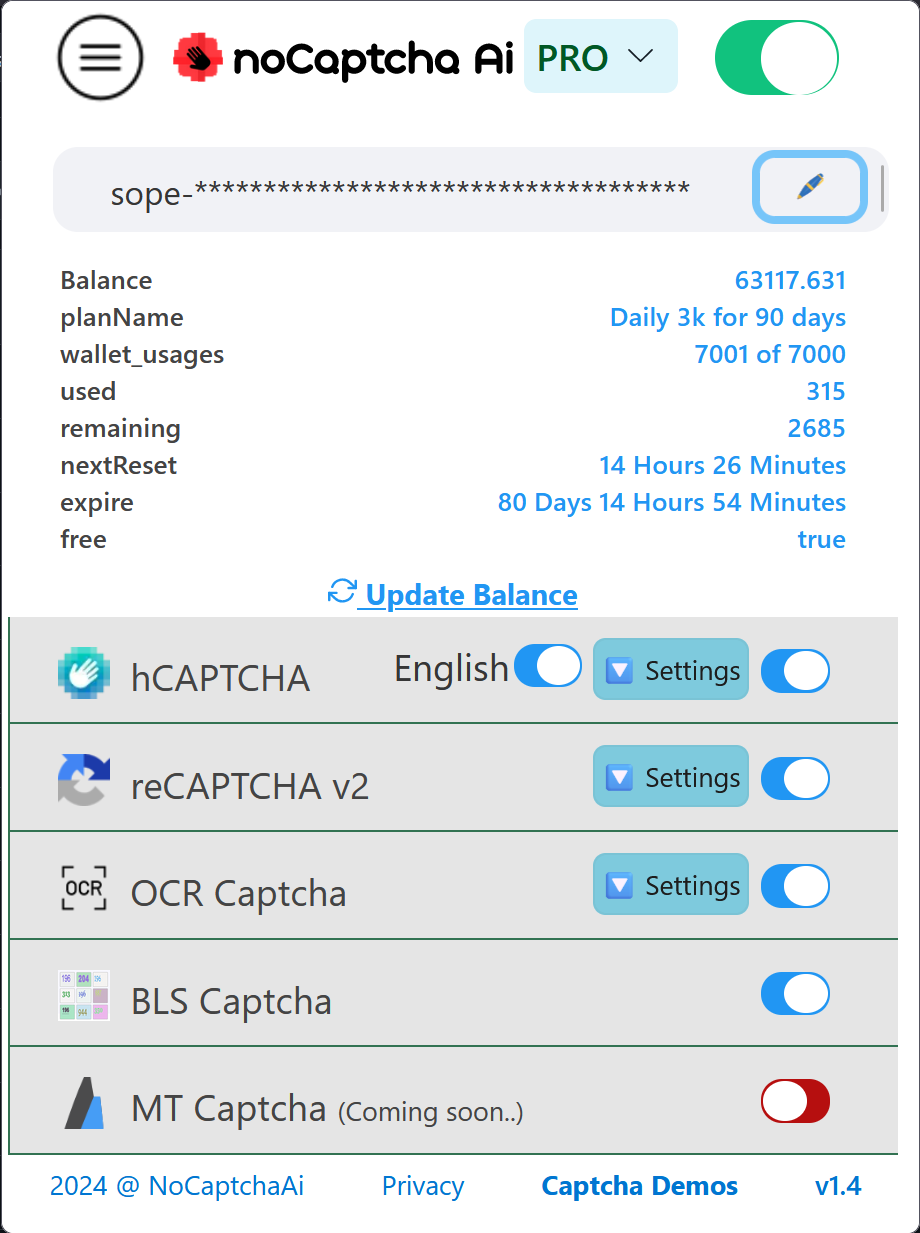 noCaptcha Ai PRO
sope-************************************
Balance 63117.631
planName Daily 3k for 90 days
wallet_usages 7001 of 7000
used 315
remaining 2685
nextReset 14 Hours 26 Minutes
expire 80 Days 14 Hours 54 Minutes
free true
Update Balance
hCAPTCHA English Settings
reCAPTCHA v2 Settings
OCR OCR Captcha Settings
BLS Captcha
MT Captcha (Coming soon..)
2024 @ NoCaptchaAi Privacy Captcha Demos v1.4